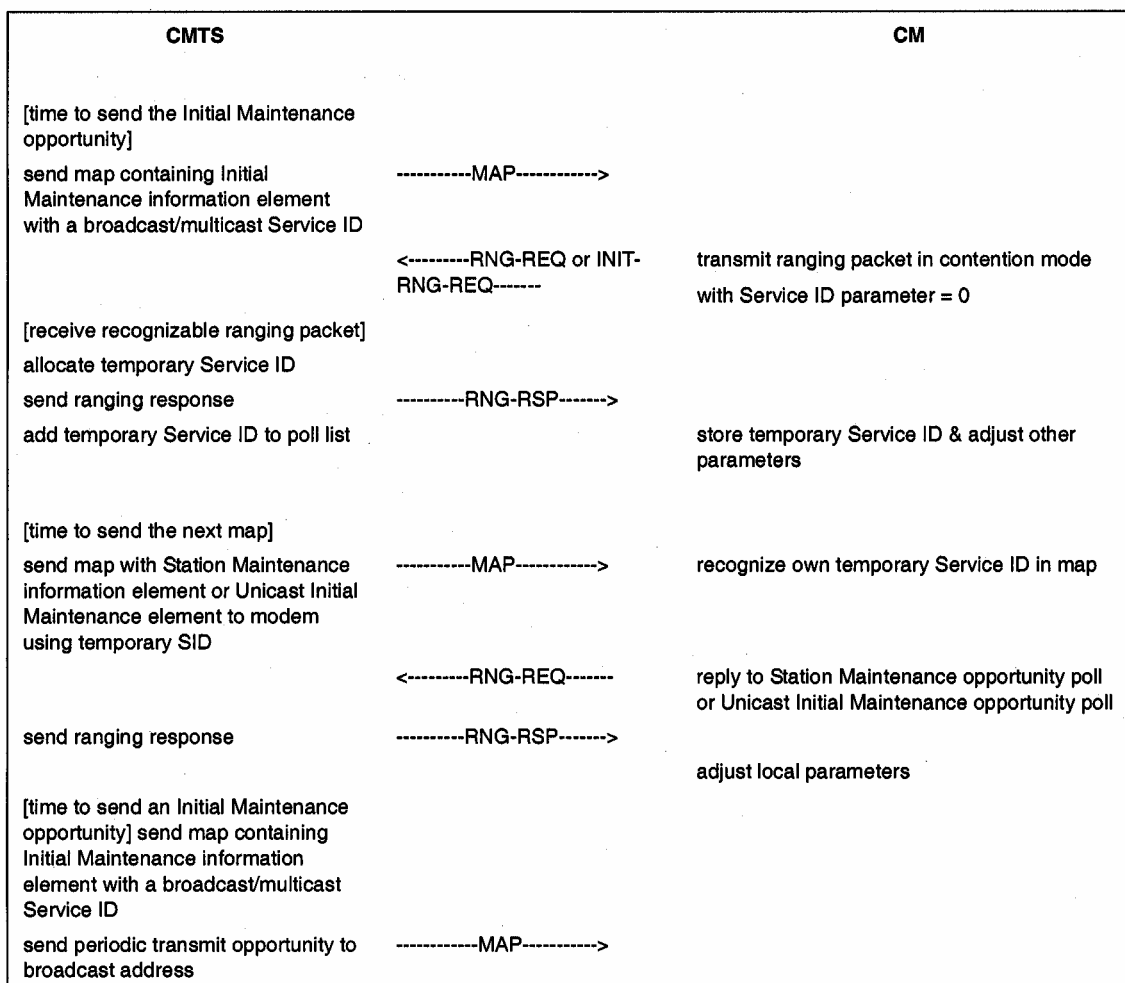 CMTS CM
[time to send the Initial Maintenance
opportunity]
send map containing Initial -----------MAP------------>
Maintenance information element
with a broadcast/multicast Service ID
<---------RNG-REQ or INIT- transmit ranging packet in contention mode
RNG-REQ------- with Service ID parameter = 0
[receive recognizable ranging packet]
allocate temporary Service ID
send ranging response ----------RNG-RSP------->
add temporary Service ID to poll list store temporary Service ID & adjust other
parameters
[time to send the next map]
send map with Station Maintenance -----------MAP------------> recognize own temporary Service ID in map
information element or Unicast Initial
Maintenance element to modem
using temporary SID
<---------RNG-REQ------- reply to Station Maintenance opportunity poll
or Unicast Initial Maintenance opportunity poll
send ranging response ----------RNG-RSP------->
adjust local parameters
[time to send an Initial Maintenance
opportunity] send map containing
Initial Maintenance information
element with a broadcast/multicast
Service ID
send periodic transmit opportunity to ------------MAP----------->
broadcast address